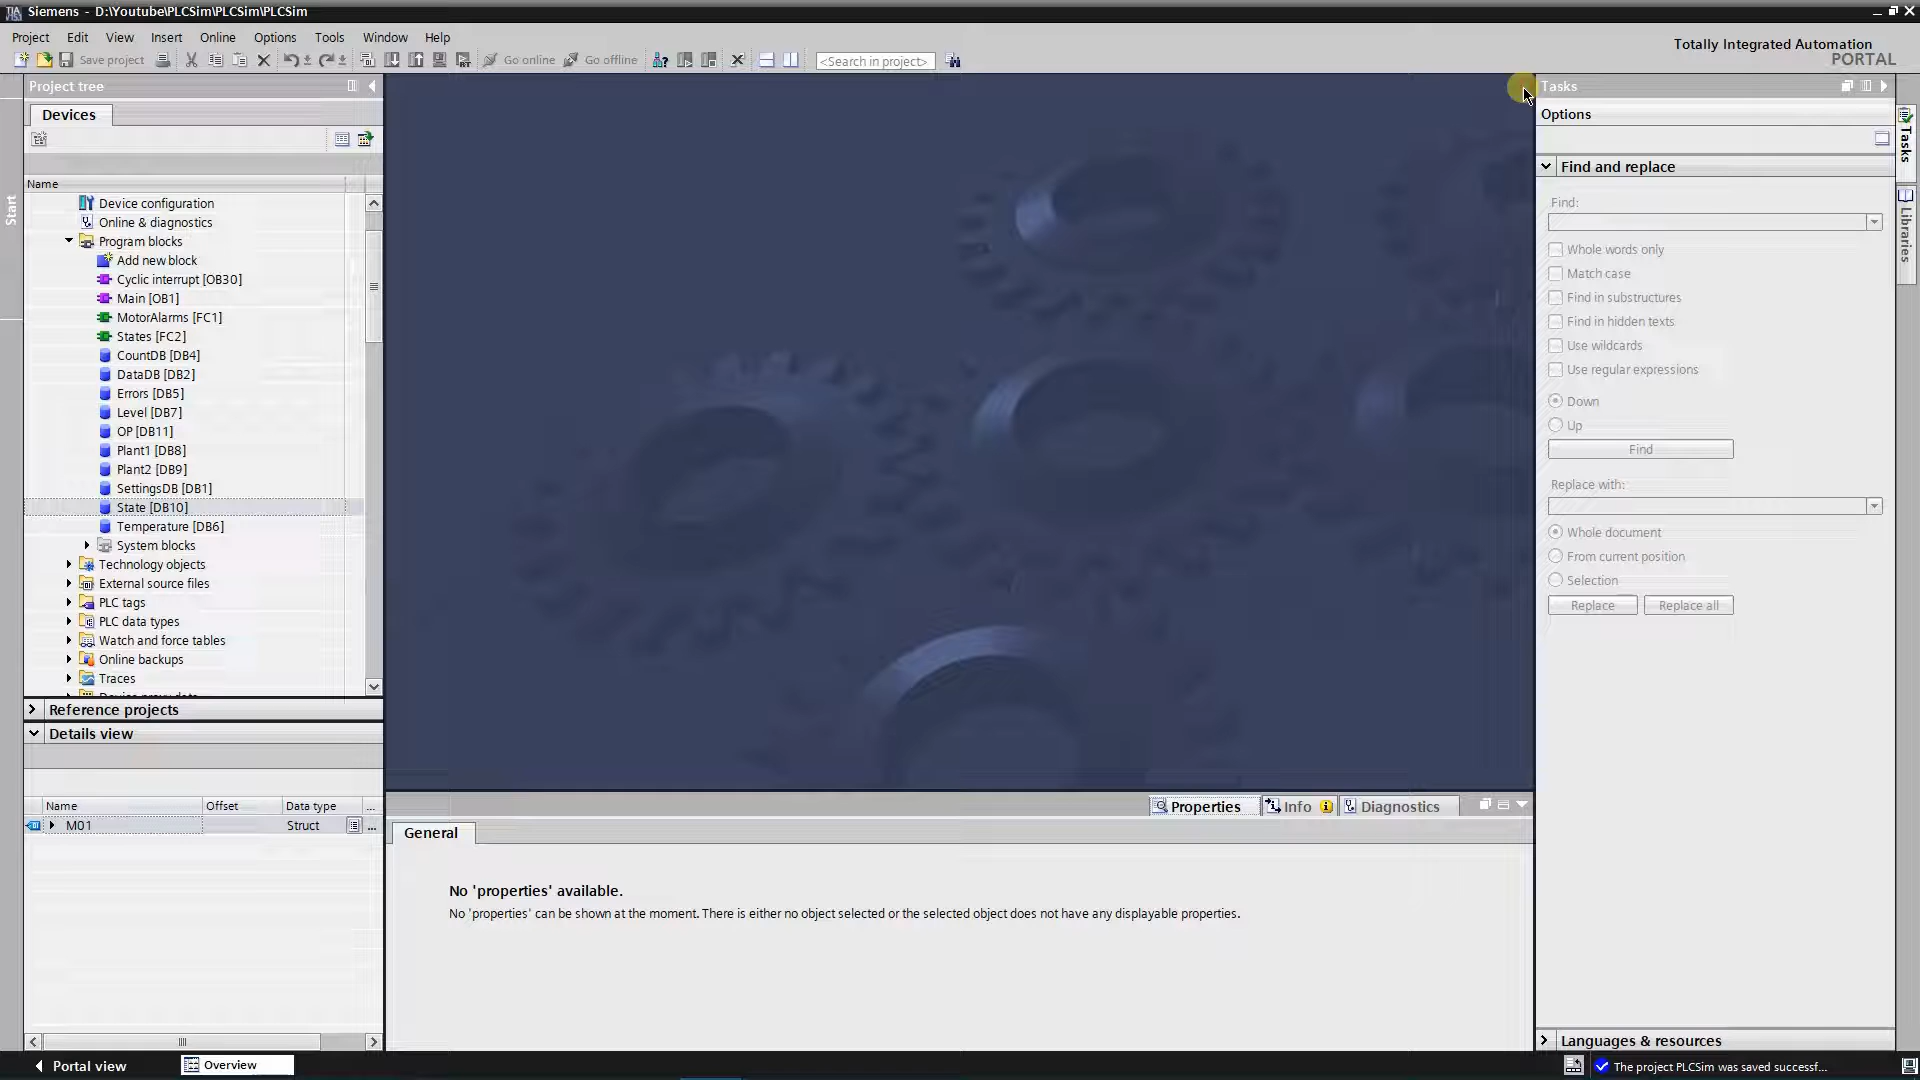 Siemens - D:\Youtube\PLCSim\PLCSim\PLCSim
Project Edit View Insert Online Options Tools Window Help
Totally Integrated Automation
PORTAL
Save project
Go online
Go offline
<Search in project>
Project tree
Devices
Name
Start
Device configuration
Online & diagnostics
Program blocks
Add new block
Cyclic interrupt [OB30]
Main [OB1]
MotorAlarms [FC1]
States [FC2]
CountDB [DB4]
DataDB [DB2]
Errors [DB5]
Level [DB7]
OP [DB11]
Plant1 [DB8]
Plant2 [DB9]
SettingsDB [DB1]
State [DB10]
Temperature [DB6]
System blocks
Technology objects
External source files
PLC tags
PLC data types
Watch and force tables
Online backups
Traces
Reference projects
Details view
Name Offset Data type ...
M01 Struct ...
Properties Info Diagnostics
General
No 'properties' available.
No 'properties' can be shown at the moment. There is either no object selected or the selected object does not have any displayable properties.
Tasks
Options
Find and replace
Find:
Whole words only
Match case
Find in substructures
Find in hidden texts
Use wildcards
Use regular expressions
Down
Up
Find
Replace with:
Whole document
From current position
Selection
Replace Replace all
Languages & resources
Tasks
Libraries
Portal view
Overview
The project PLCSim was saved successf...